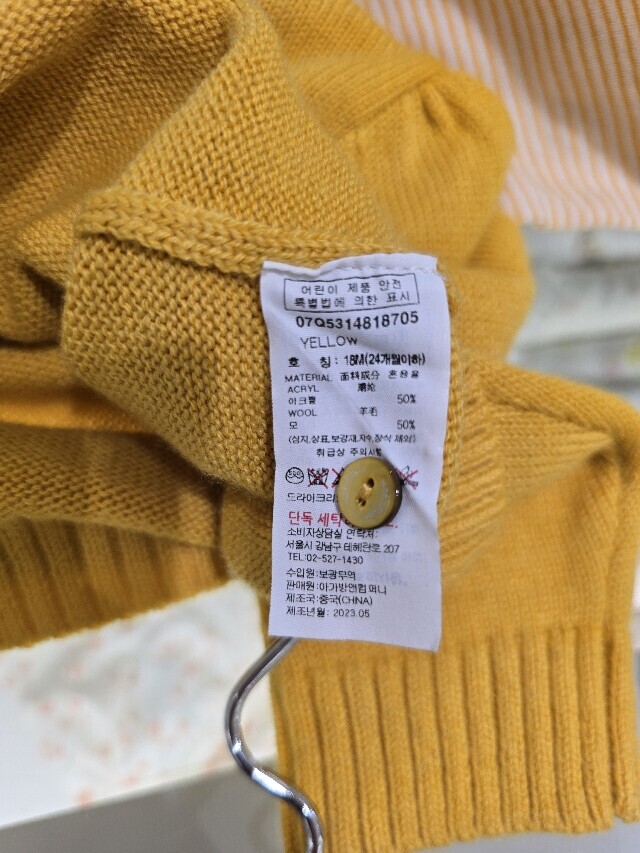 어린이 제품 안전
특별법에 의한 표시
07Q5314818705
YELLOW
호 칭: 18M(24개월이하)
MATERIAL 面料成分 혼용율
ACRYL
아크릴 50%
WOOL 羊毛
모 50%
(심지,상표,보강재,자수,장식 제외)
취급상 주의사항
드라이크리
단독 세탁
소비자상담실 연락처:
서울시 강남구 테헤란로 207
TEL:02-527-1430
수입원:보광무역
판매원:아가방앤컴퍼니
제조국:중국(CHINA)
제조년월: 2023.05